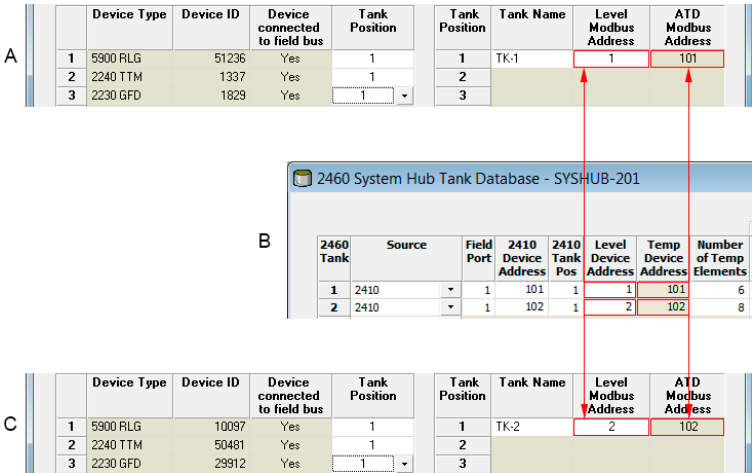 A
Device Type Device ID Device connected to field bus Tank Position Tank Position Tank Name Level Modbus Address ATD Modbus Address
1 5900 RLG 51236 Yes 1 1 TK-1 1 101
2 2240 TTM 1337 Yes 1 2
3 2230 GFD 1829 Yes 1 3
B
2460 System Hub Tank Database - SYSHUB-201
2460 Tank Source Field Port 2410 Device Address 2410 Tank Pos Level Device Address Temp Device Address Number of Temp Elements
1 2410 1 101 1 1 101 6
2 2410 1 102 1 2 102 8
C
Device Type Device ID Device connected to field bus Tank Position Tank Position Tank Name Level Modbus Address ATD Modbus Address
1 5900 RLG 10097 Yes 1 1 TK-2 2 102
2 2240 TTM 50481 Yes 1 2
3 2230 GFD 29912 Yes 1 3